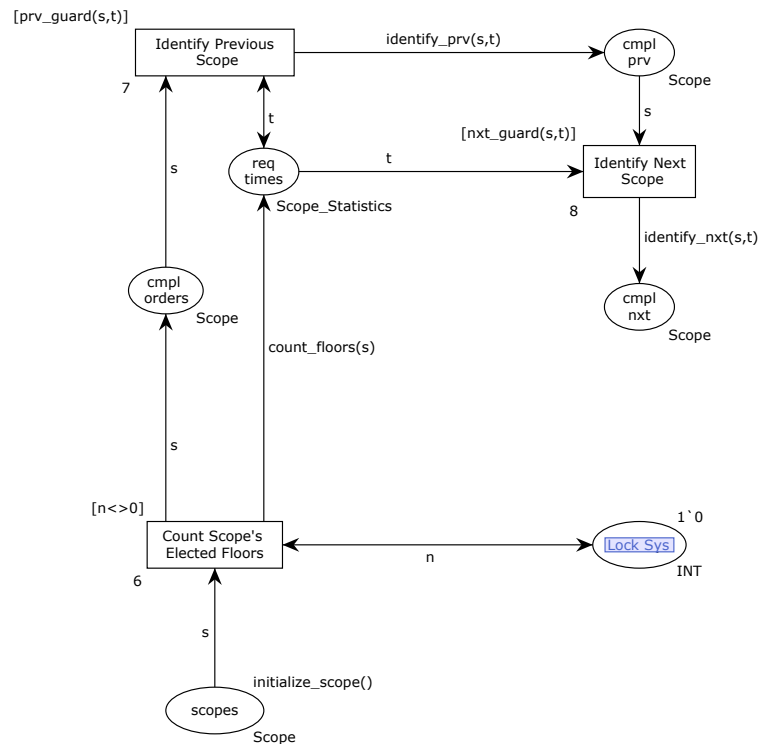 [prv_guard(s,t)]
Identify Previous
Scope
7
identify_prv(s,t)
cmpl
prv
Scope
s
t
s
[nxt_guard(s,t)]
req
times
Scope_Statistics
t
Identify Next
Scope
8
identify_nxt(s,t)
cmpl
orders
Scope
cmpl
nxt
Scope
count_floors(s)
s
[n<>0]
Count Scope's
Elected Floors
6
n
1`0
Lock Sys
INT
s
initialize_scope()
scopes
Scope